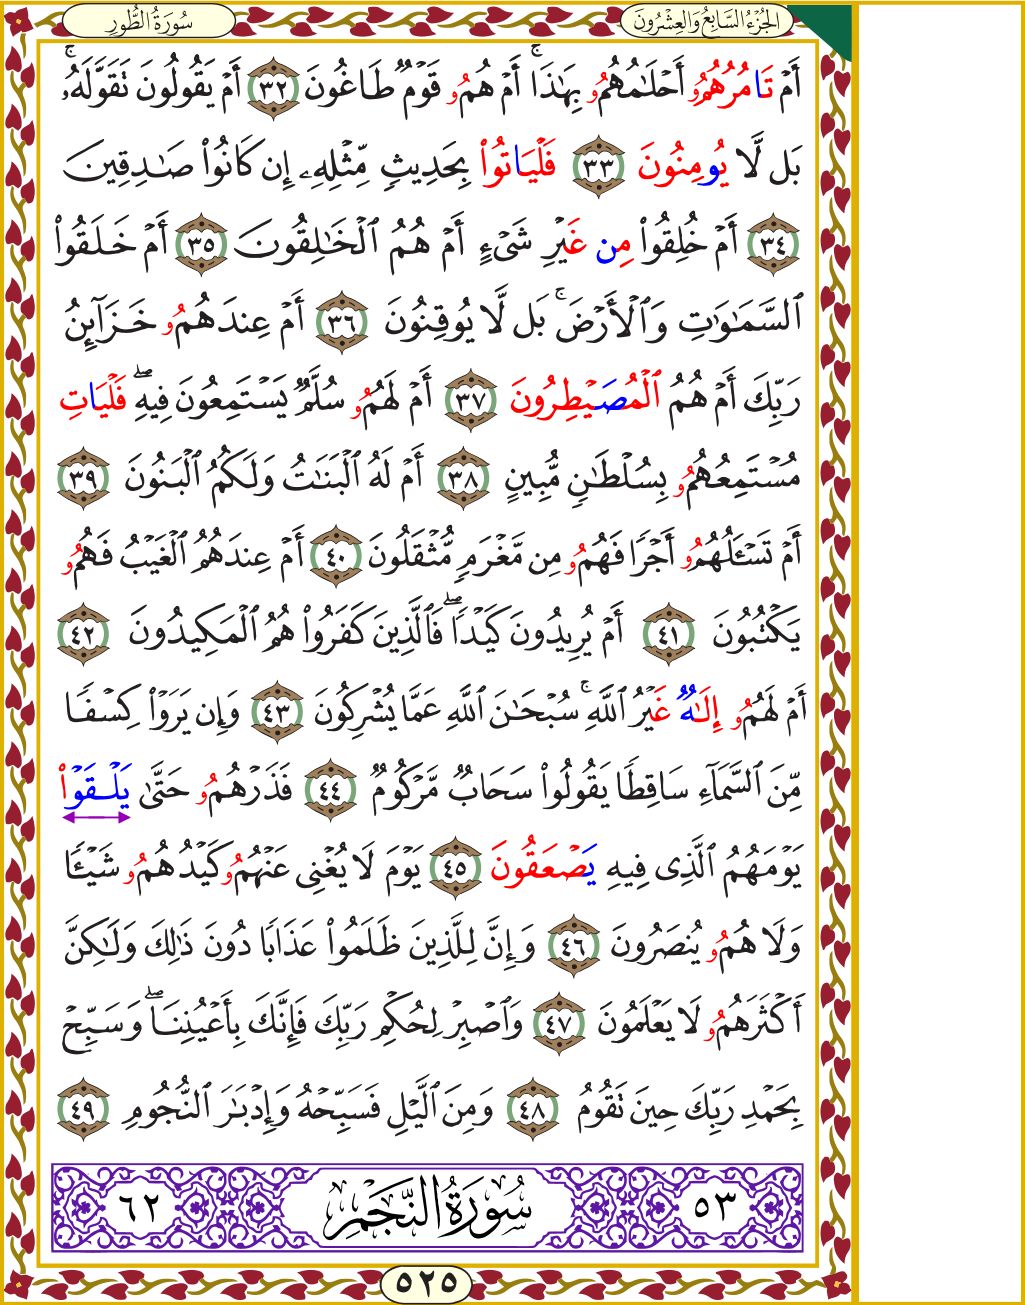 الجُزْءُ السَّابِعُ وَالعِشْرُونَ
سُورَةُ الطُّورِ
أَمْ تَامُرُهُمُۥ أَحْلَٰمُهُمُۥ بِهَٰذَاۚ أَمْ هُمُۥ قَوْمٌ طَاغُونَ ٣٢ أَمْ يَقُولُونَ تَقَوَّلَهُۥۚ
بَل لَّا يُومِنُونَ ٣٣ فَلْيَاتُوا۟ بِحَدِيثٍ مِّثْلِهِۦ إِن كَانُوا۟ صَٰدِقِينَ
٣٤ أَمْ خُلِقُوا۟ مِن غَيْرِ شَىْءٍ أَمْ هُمُ ٱلْخَٰلِقُونَ ٣٥ أَمْ خَلَقُوا۟
ٱلسَّمَٰوَٰتِ وَٱلْأَرْضَۚ بَل لَّا يُوقِنُونَ ٣٦ أَمْ عِندَهُمُۥ خَزَآئِنُ
رَبِّكَ أَمْ هُمُ ٱلْمُصَيْطِرُونَ ٣٧ أَمْ لَهُمُۥ سُلَّمٌ يَسْتَمِعُونَ فِيهِۖ فَلْيَاتِ
مُسْتَمِعُهُمُۥ بِسُلْطَٰنٍ مُّبِينٍ ٣٨ أَمْ لَهُ ٱلْبَنَٰتُ وَلَكُمُ ٱلْبَنُونَ ٣٩
أَمْ تَسْـَٔلُهُمُۥ أَجْرًا فَهُمُۥ مِن مَّغْرَمٍ مُّثْقَلُونَ ٤٠ أَمْ عِندَهُمُ ٱلْغَيْبُ فَهُمُۥ
يَكْتُبُونَ ٤١ أَمْ يُرِيدُونَ كَيْدًاۖ فَٱلَّذِينَ كَفَرُوا۟ هُمُ ٱلْمَكِيدُونَ ٤٢
أَمْ لَهُمُۥ إِلَٰهٌ غَيْرُ ٱللَّهِۚ سُبْحَٰنَ ٱللَّهِ عَمَّا يُشْرِكُونَ ٤٣ وَإِن يَرَوْا۟ كِسْفًا
مِّنَ ٱلسَّمَآءِ سَاقِطًا يَقُولُوا۟ سَحَابٌ مَّرْكُومٌ ٤٤ فَذَرْهُمُۥ حَتَّىٰ يَلْقَوْا۟
يَوْمَهُمُ ٱلَّذِى فِيهِ يَصْعَقُونَ ٤٥ يَوْمَ لَا يُغْنِى عَنْهُمُۥ كَيْدُهُمُۥ شَيْـًٔا
وَلَا هُمُۥ يُنصَرُونَ ٤٦ وَإِنَّ لِلَّذِينَ ظَلَمُوا۟ عَذَابًا دُونَ ذَٰلِكَ وَلَٰكِنَّ
أَكْثَرَهُمُۥ لَا يَعْلَمُونَ ٤٧ وَٱصْبِرْ لِحُكْمِ رَبِّكَ فَإِنَّكَ بِأَعْيُنِنَاۖ وَسَبِّحْ
بِحَمْدِ رَبِّكَ حِينَ تَقُومُ ٤٨ وَمِنَ ٱلَّيْلِ فَسَبِّحْهُ وَإِدْبَٰرَ ٱلنُّجُومِ ٤٩
٥٣ سُورَةُ النَّجْمِ ٦٢
٥٢٥